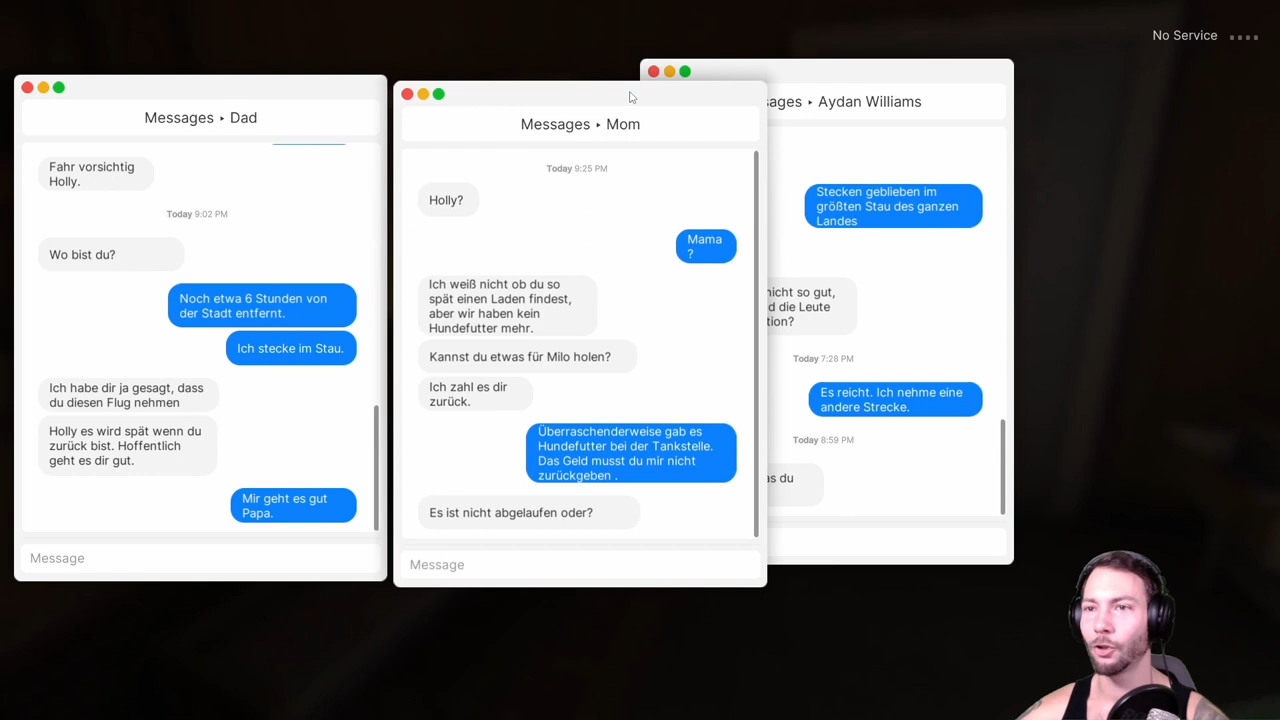 No Service
Messages ‣ Dad
Fahr vorsichtig
Holly.
Today 9:02 PM
Wo bist du?
Noch etwa 6 Stunden von
der Stadt entfernt.
Ich stecke im Stau.
Ich habe dir ja gesagt, dass
du diesen Flug nehmen
Holly es wird spät wenn du
zurück bist. Hoffentlich
geht es dir gut.
Mir geht es gut
Papa.
Message
Messages ‣ Mom
Today 9:25 PM
Holly?
Mama
?
Ich weiß nicht ob du so
spät einen Laden findest,
aber wir haben kein
Hundefutter mehr.
Kannst du etwas für Milo holen?
Ich zahl es dir
zurück.
Überraschenderweise gab es
Hundefutter bei der Tankstelle.
Das Geld musst du mir nicht
zurückgeben .
Es ist nicht abgelaufen oder?
Message
sages ‣ Aydan Williams
Stecken geblieben im
größten Stau des ganzen
Landes
nicht so gut,
d die Leute
tion?
Today 7:28 PM
Es reicht. Ich nehme eine
andere Strecke.
Today 8:59 PM
as du